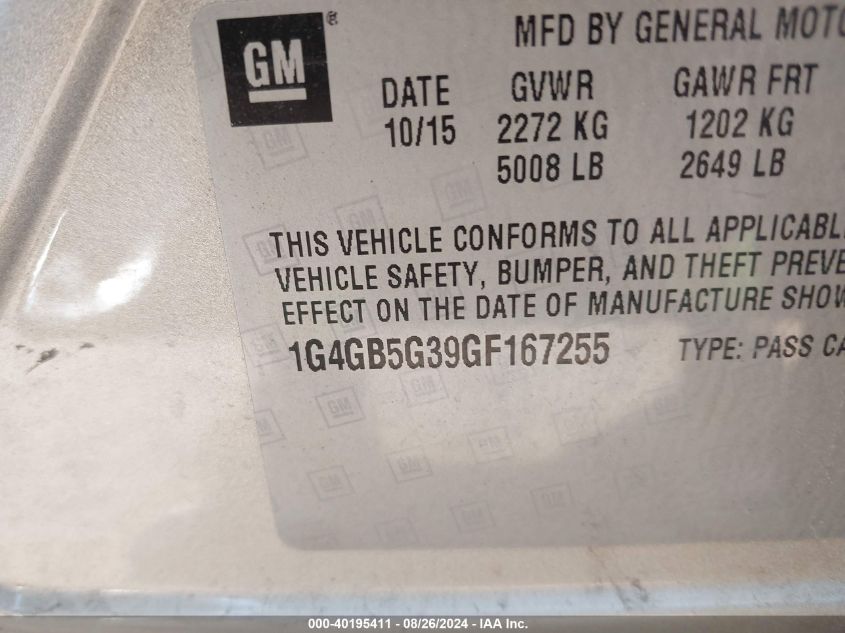 GM®
MFD BY GENERAL MOTO
DATE GVWR GAWR FRT
10/15 2272 KG 1202 KG
5008 LB 2649 LB
THIS VEHICLE CONFORMS TO ALL APPLICABL
VEHICLE SAFETY, BUMPER, AND THEFT PREVE
EFFECT ON THE DATE OF MANUFACTURE SHOW
1G4GB5G39GF167255 TYPE: PASS CA
000-40195411 - 08/26/2024 - IAA Inc.